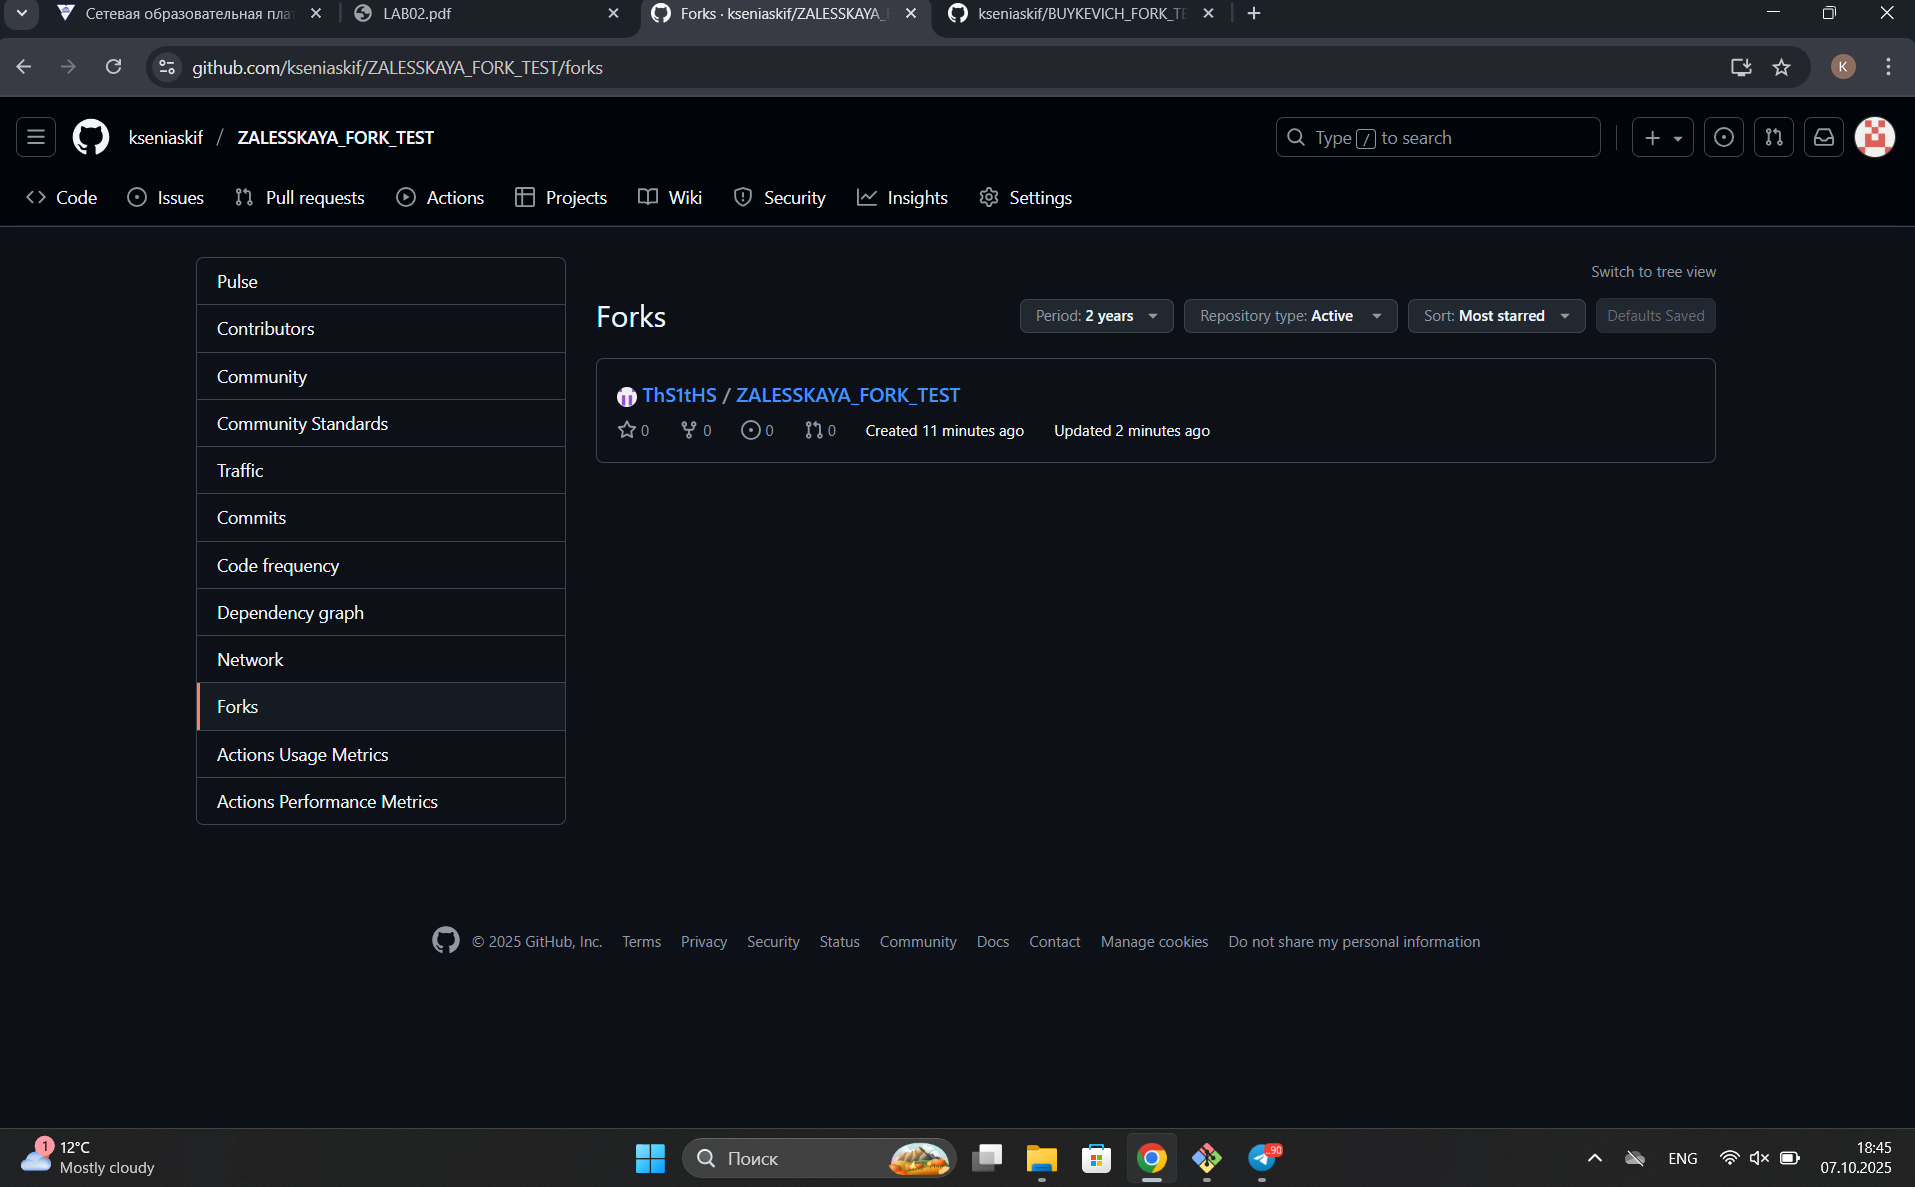 Сетевая образовательная плат
LAB02.pdf
Forks · kseniaskif/ZALESSKAYA_F
kseniaskif/BUYKEVICH_FORK_TE
github.com/kseniaskif/ZALESSKAYA_FORK_TEST/forks
K
kseniaskif / ZALESSKAYA_FORK_TEST
Type / to search
Code
Issues
Pull requests
Actions
Projects
Wiki
Security
Insights
Settings
Pulse
Contributors
Community
Community Standards
Traffic
Commits
Code frequency
Dependency graph
Network
Forks
Actions Usage Metrics
Actions Performance Metrics
Switch to tree view
Forks
Period: 2 years
Repository type: Active
Sort: Most starred
Defaults Saved
ThS1tHS / ZALESSKAYA_FORK_TEST
0 0 0 0 Created 11 minutes ago Updated 2 minutes ago
© 2025 GitHub, Inc. Terms Privacy Security Status Community Docs Contact Manage cookies Do not share my personal information
1
12°C
Mostly cloudy
Поиск
90
ENG
18:45
07.10.2025